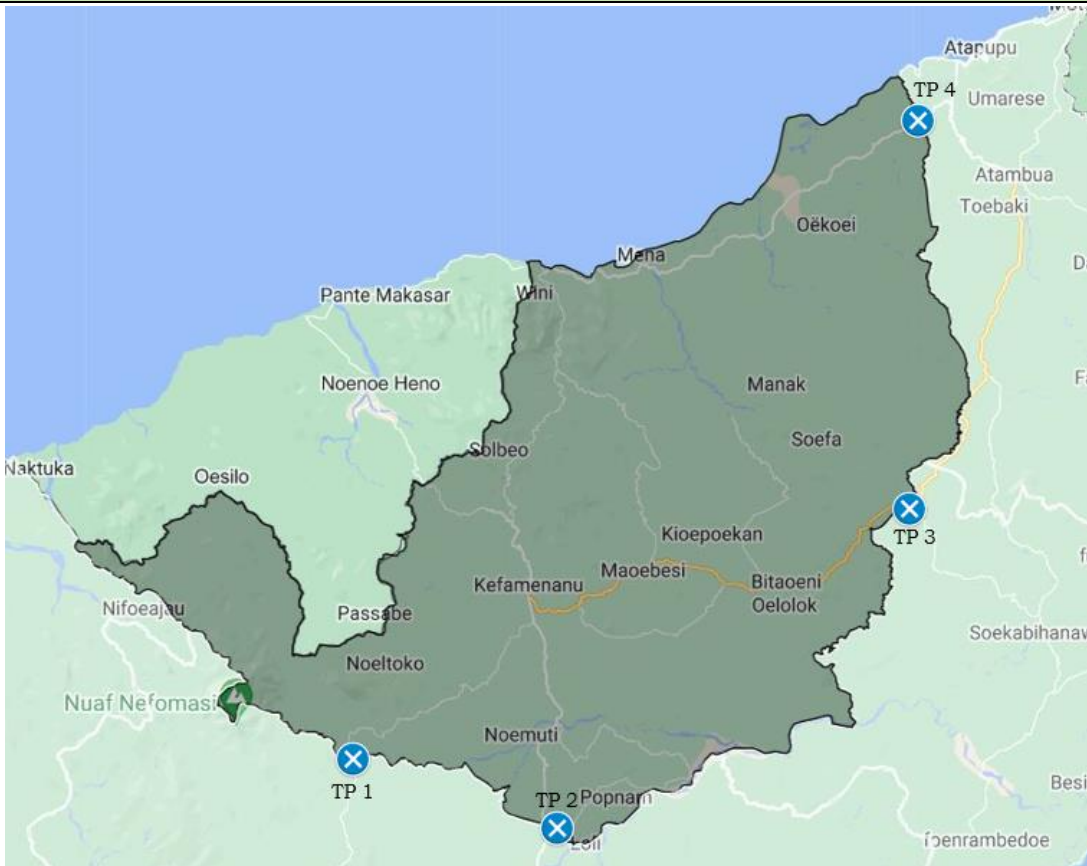 Atapupu
TP 4
Umarese
Atambua
Toebaki
Oëkoei
Mena
Wini
Pante Makasar
Noenoe Heno
Manak
Soefa
Solbeo
Naktuka
Oesilo
TP 3
Kioepoekan
Maoebesi
Kefamenanu
Bitaoeni
Oelolok
Nifoeajau
Passabe
Soekabihanaw
Noeltoko
Nuaf Nefomasi
Noemuti
TP 1
TP 2
Popnam
Loli